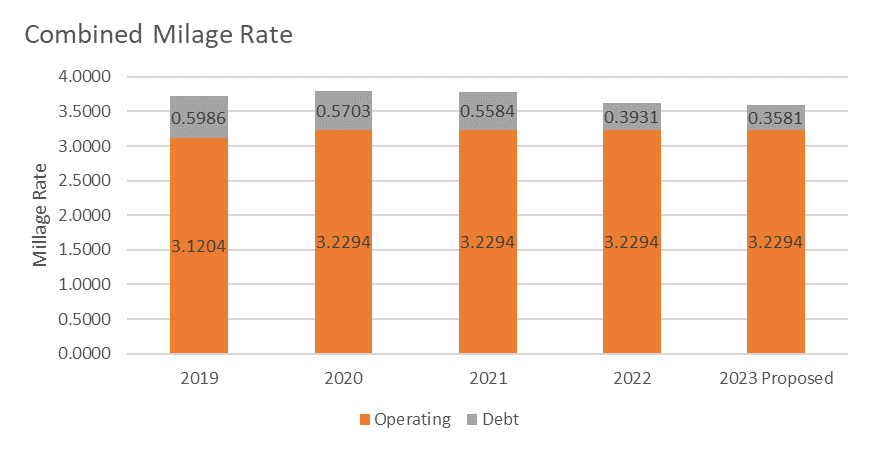 Combined Milage Rate
Millage Rate
4.0000
3.5000
3.0000
2.5000
2.0000
1.5000
1.0000
0.5000
0.0000
0.5986 0.5703 0.5584 0.3931 0.3581
3.1204 3.2294 3.2294 3.2294 3.2294
2019 2020 2021 2022 2023 Proposed
Operating Debt